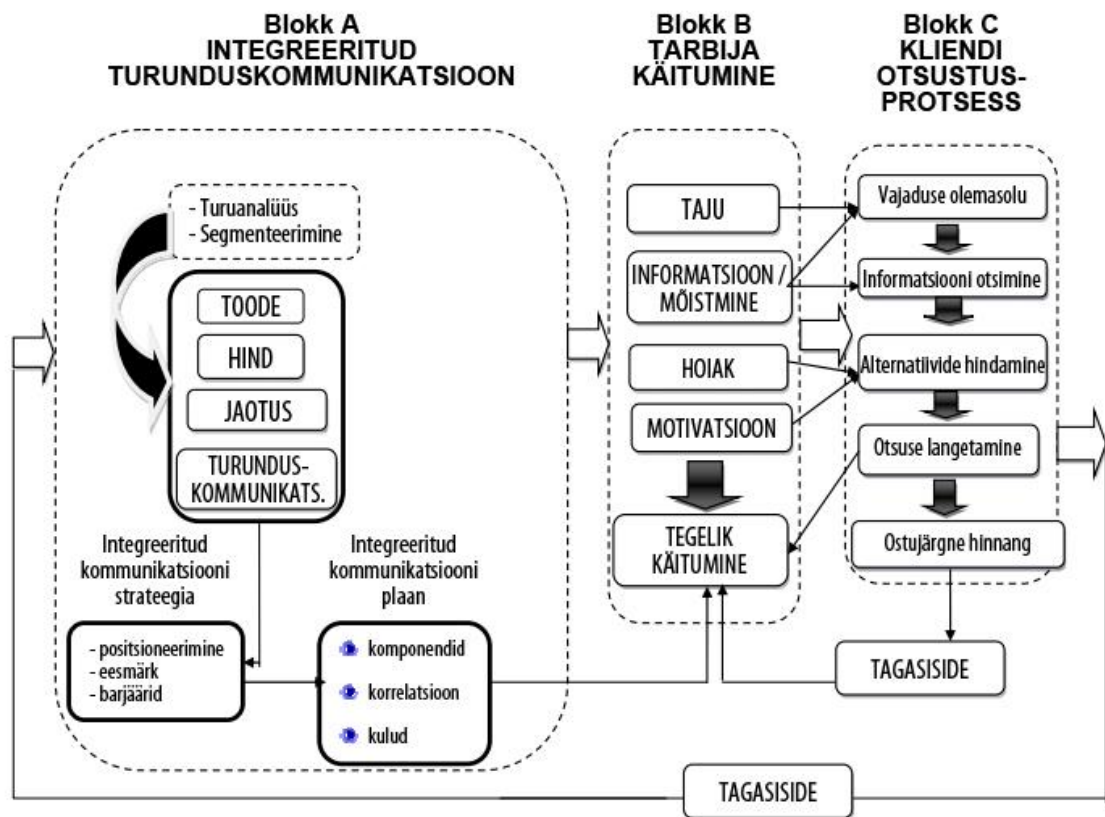 Blokk A
INTEGREERITUD
TURUNDUSKOMMUNIKATSIOON
- Turuanalüüs
- Segmenteerimine
TOODE
HIND
JAOTUS
TURUNDUS-
KOMMUNIKATS.
Integreeritud
kommunikatsiooni
strateegia
- positsioneerimine
- eesmärk
- barjäärid
Integreeritud
kommunikatsiooni
plaan
komponendid
korrelatsioon
kulud
Blokk B
TARBIJA
KÄITUMINE
TAJU
INFORMATSIOON /
MÕISTMINE
HOIAK
MOTIVATSIOON
TEGELIK
KÄITUMINE
Blokk C
KLIENDI
OTSUSTUS-
PROTSESS
Vajaduse olemasolu
Informatsiooni otsimine
Alternatiivide hindamine
Otsuse langetamine
Ostujärgne hinnang
TAGASISIDE
TAGASISIDE